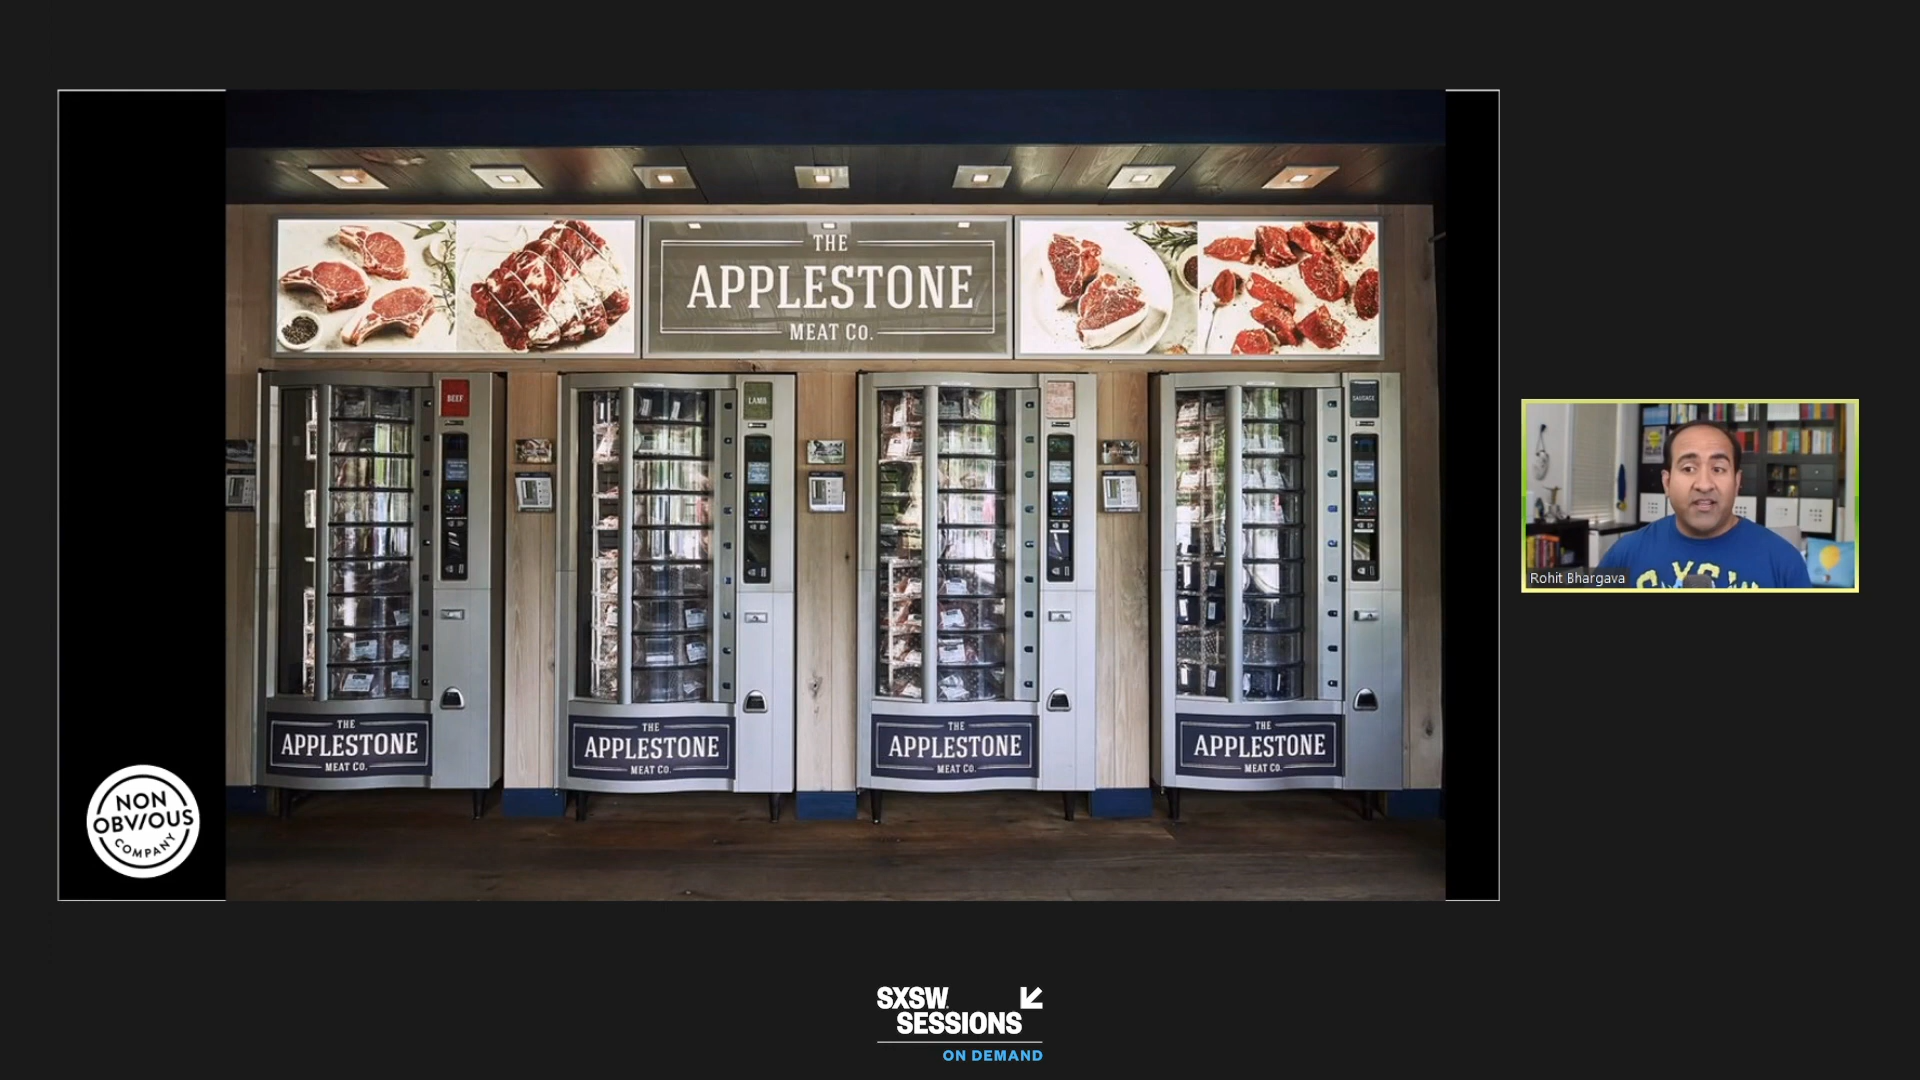 THE
APPLESTONE
MEAT CO.
BEEF
LAMB
SAUSAGE
THE
APPLESTONE
MEAT CO.
THE
APPLESTONE
MEAT CO.
THE
APPLESTONE
MEAT CO.
THE
APPLESTONE
MEAT CO.
NON
OBV/OUS
COMPANY
Rohit Bhargava
SXSW
SXSW
SESSIONS
ON DEMAND